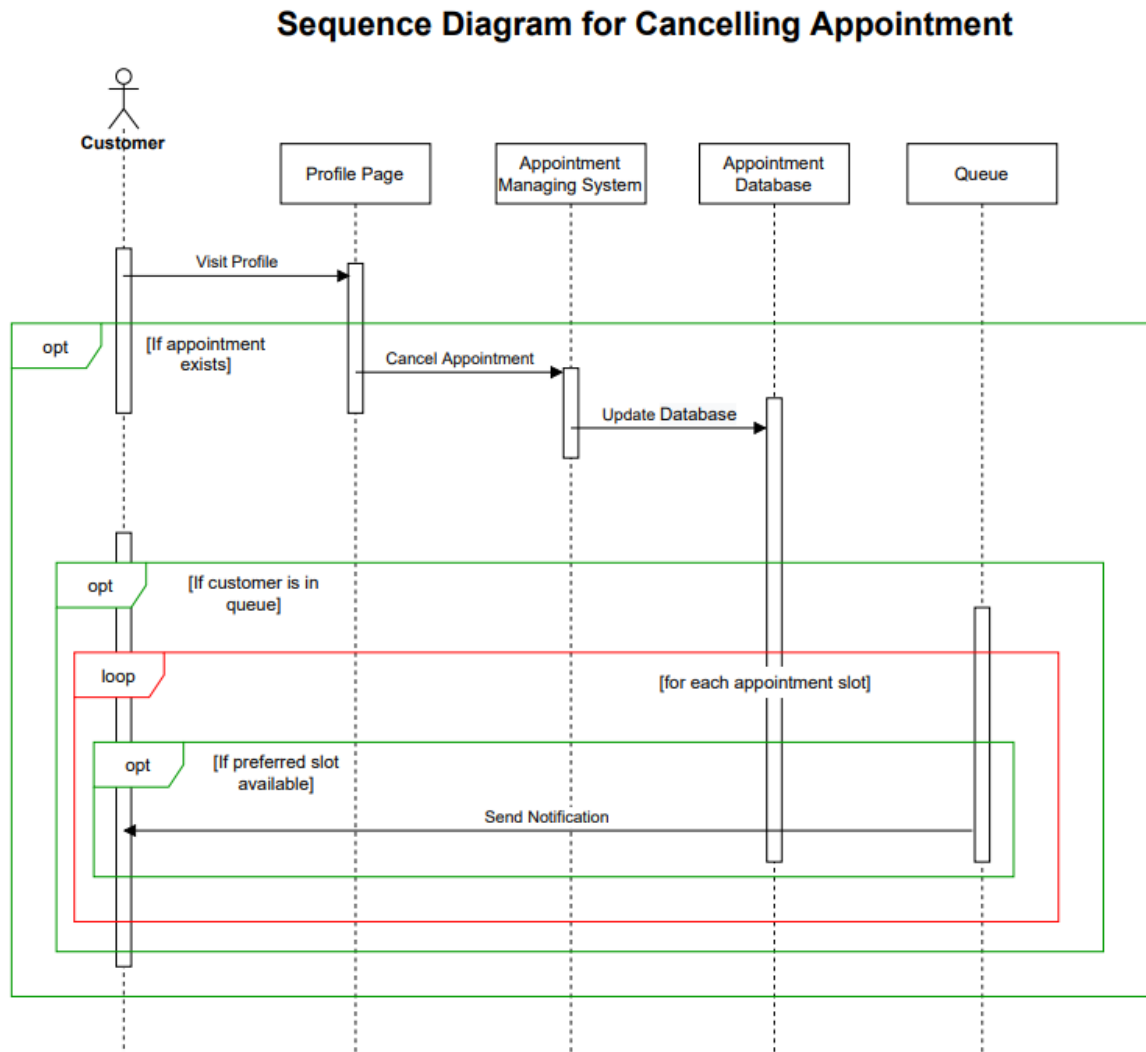 Sequence Diagram for Cancelling Appointment
Customer
Profile Page
Appointment
Managing System
Appointment
Database
Queue
Visit Profile
opt
[If appointment
exists]
Cancel Appointment
Update Database
opt
[If customer is in
queue]
loop
[for each appointment slot]
opt
[If preferred slot
available]
Send Notification